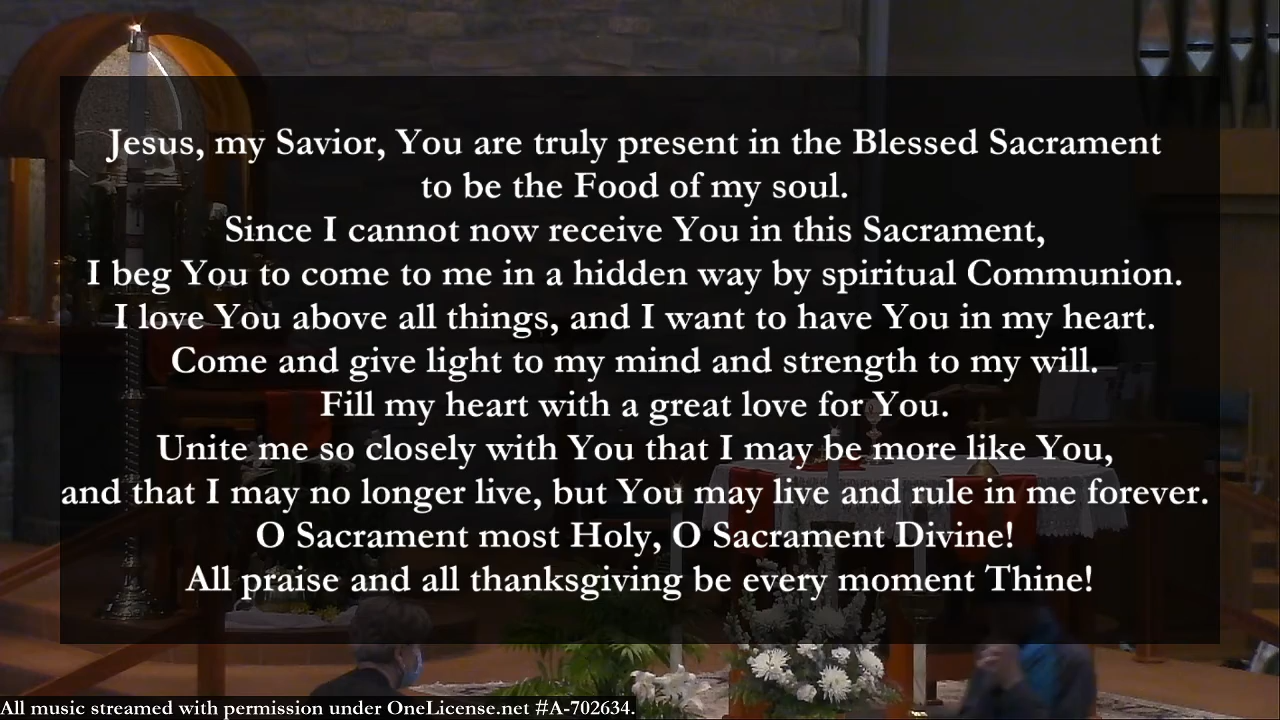 Jesus, my Savior, You are truly present in the Blessed Sacrament
to be the Food of my soul.
Since I cannot now receive You in this Sacrament,
I beg You to come to me in a hidden way by spiritual Communion.
I love You above all things, and I want to have You in my heart.
Come and give light to my mind and strength to my will.
Fill my heart with a great love for You.
Unite me so closely with You that I may be more like You,
and that I may no longer live, but You may live and rule in me forever.
O Sacrament most Holy, O Sacrament Divine!
All praise and all thanksgiving be every moment Thine!
All music streamed with permission under OneLicense.net #A-702634.